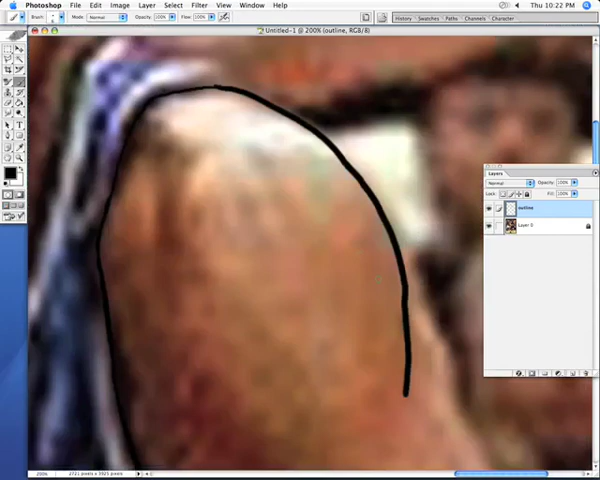 Photoshop File Edit Image Layer Select Filter View Window Help Thu 10:22 PM
Brush: Mode: Normal Opacity: 100% Flow: 100% History Styles Paths Channels Character
Untitled-1 @ 200% (outline, RGB/8)
Layers
Normal Opacity: 100%
Lock: Fill: 100%
outline
Layer 0
200%